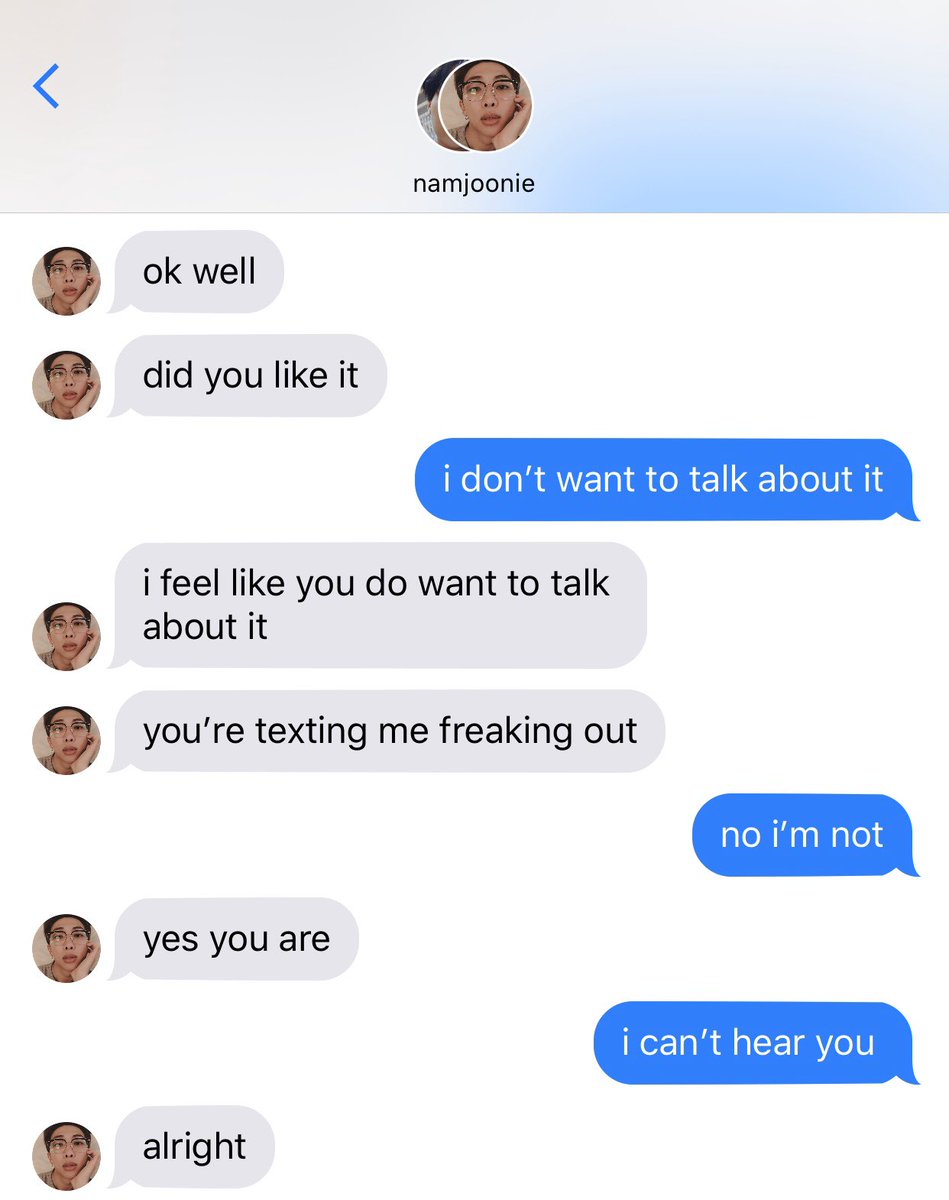 namjoonie
ok well
did you like it
i don’t want to talk about it
i feel like you do want to talk
about it
you’re texting me freaking out
no i’m not
yes you are
i can’t hear you
alright